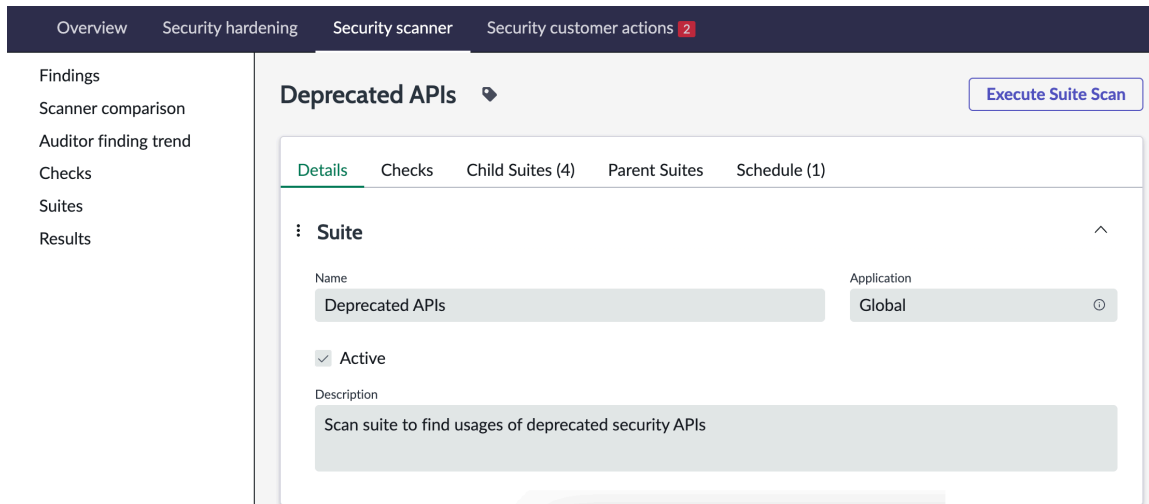 Overview Security hardening Security scanner Security customer actions 2
Findings
Scanner comparison
Auditor finding trend
Checks
Suites
Results
Deprecated APIs
Execute Suite Scan
Details Checks Child Suites (4) Parent Suites Schedule (1)
Suite
Name
Deprecated APIs
Application
Global
Active
Description
Scan suite to find usages of deprecated security APIs